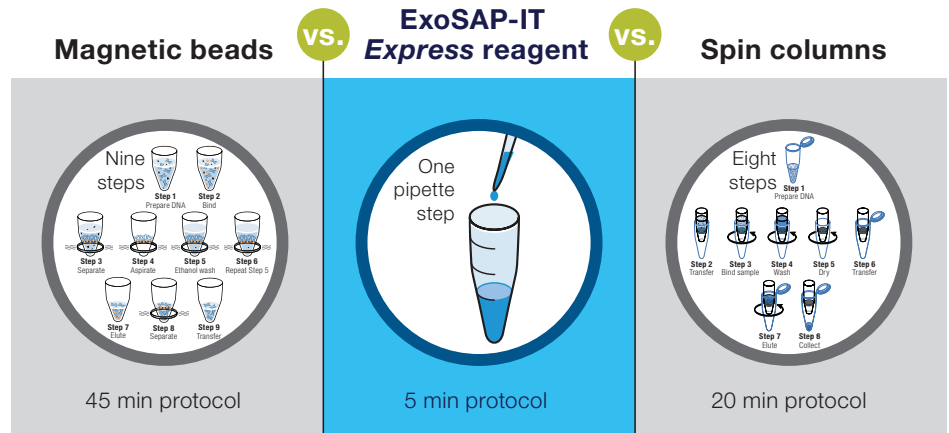 Magnetic beads
vs.
ExoSAP-IT
Express reagent
vs.
Spin columns
Nine
steps
Step 1
Prepare DNA
Step 2
Bind
Step 3
Separate
Step 4
Aspirate
Step 5
Ethanol wash
Step 6
Repeat Step 5
Step 7
Elute
Step 8
Separate
Step 9
Transfer
45 min protocol
One
pipette
step
5 min protocol
Eight
steps
Step 1
Prepare DNA
Step 2
Transfer
Step 3
Bind sample
Step 4
Wash
Step 5
Dry
Step 6
Transfer
Step 7
Elute
Step 8
Collect
20 min protocol